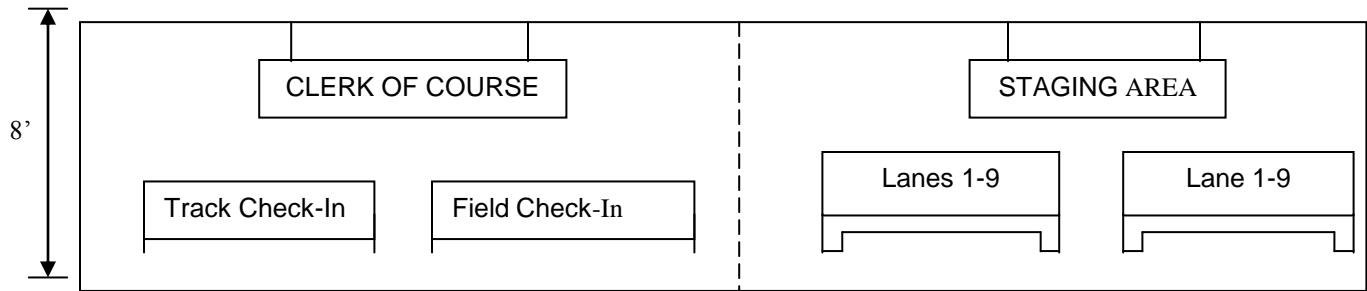 CLERK OF COURSE
STAGING AREA
8’
Lanes 1-9
Lane 1-9
Track Check-In
Field Check-In